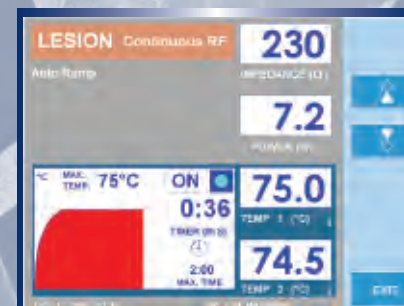 LESION Continuous RF
230
Auto Ramp
IMPEDANCE (Ω)
7.2
POWER (W)
°C MAX. TEMP. 75°C
ON
75.0
0:36
TEMP 1 (°C)
TIMER (M:S)
2:00
MAX. TIME
74.5
TEMP 2 (°C)
EXIT